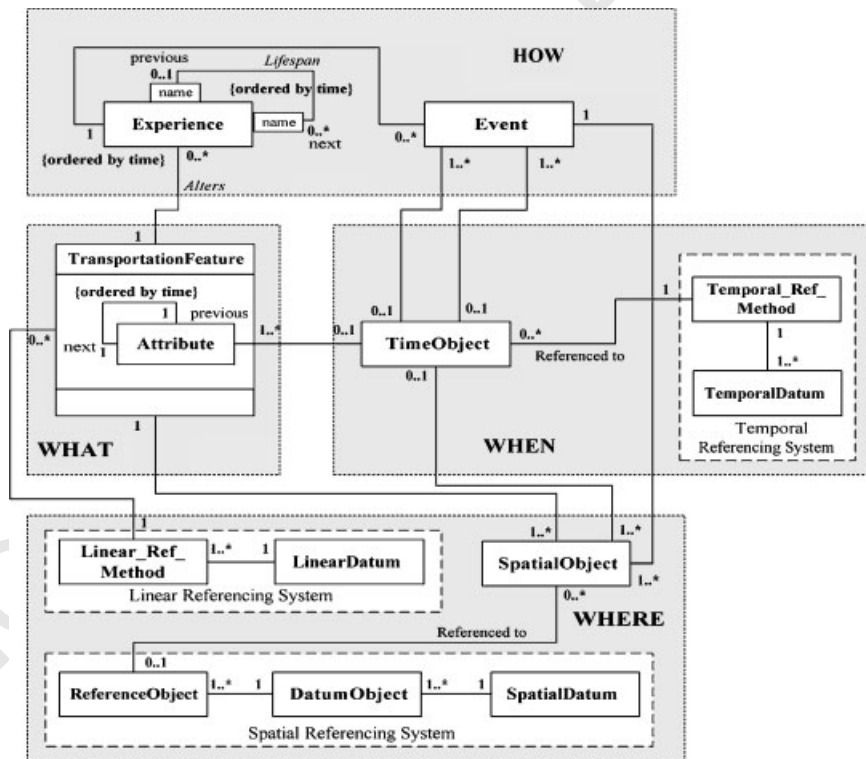 HOW
previous
Lifespan
0..1
name
{ordered by time}
Experience
name
Event
1
1
0..*
next
0..*
{ordered by time}
0..*
1..*
1..*
Alters
1
TransportationFeature
{ordered by time}
1
previous
next
1
Attribute
1..*
0..*
0..1
0..1
0..1
TimeObject
0..*
Referenced to
0..1
1
Temporal_Ref_
Method
1
1..*
TemporalDatum
Temporal
Referencing System
1
WHAT
WHEN
1
Linear_Ref_
Method
1..*
1
LinearDatum
Linear Referencing System
1..*
1..*
SpatialObject
1..*
0..*
WHERE
Referenced to
0..1
ReferenceObject
1..*
1
DatumObject
1..*
1
SpatialDatum
Spatial Referencing System